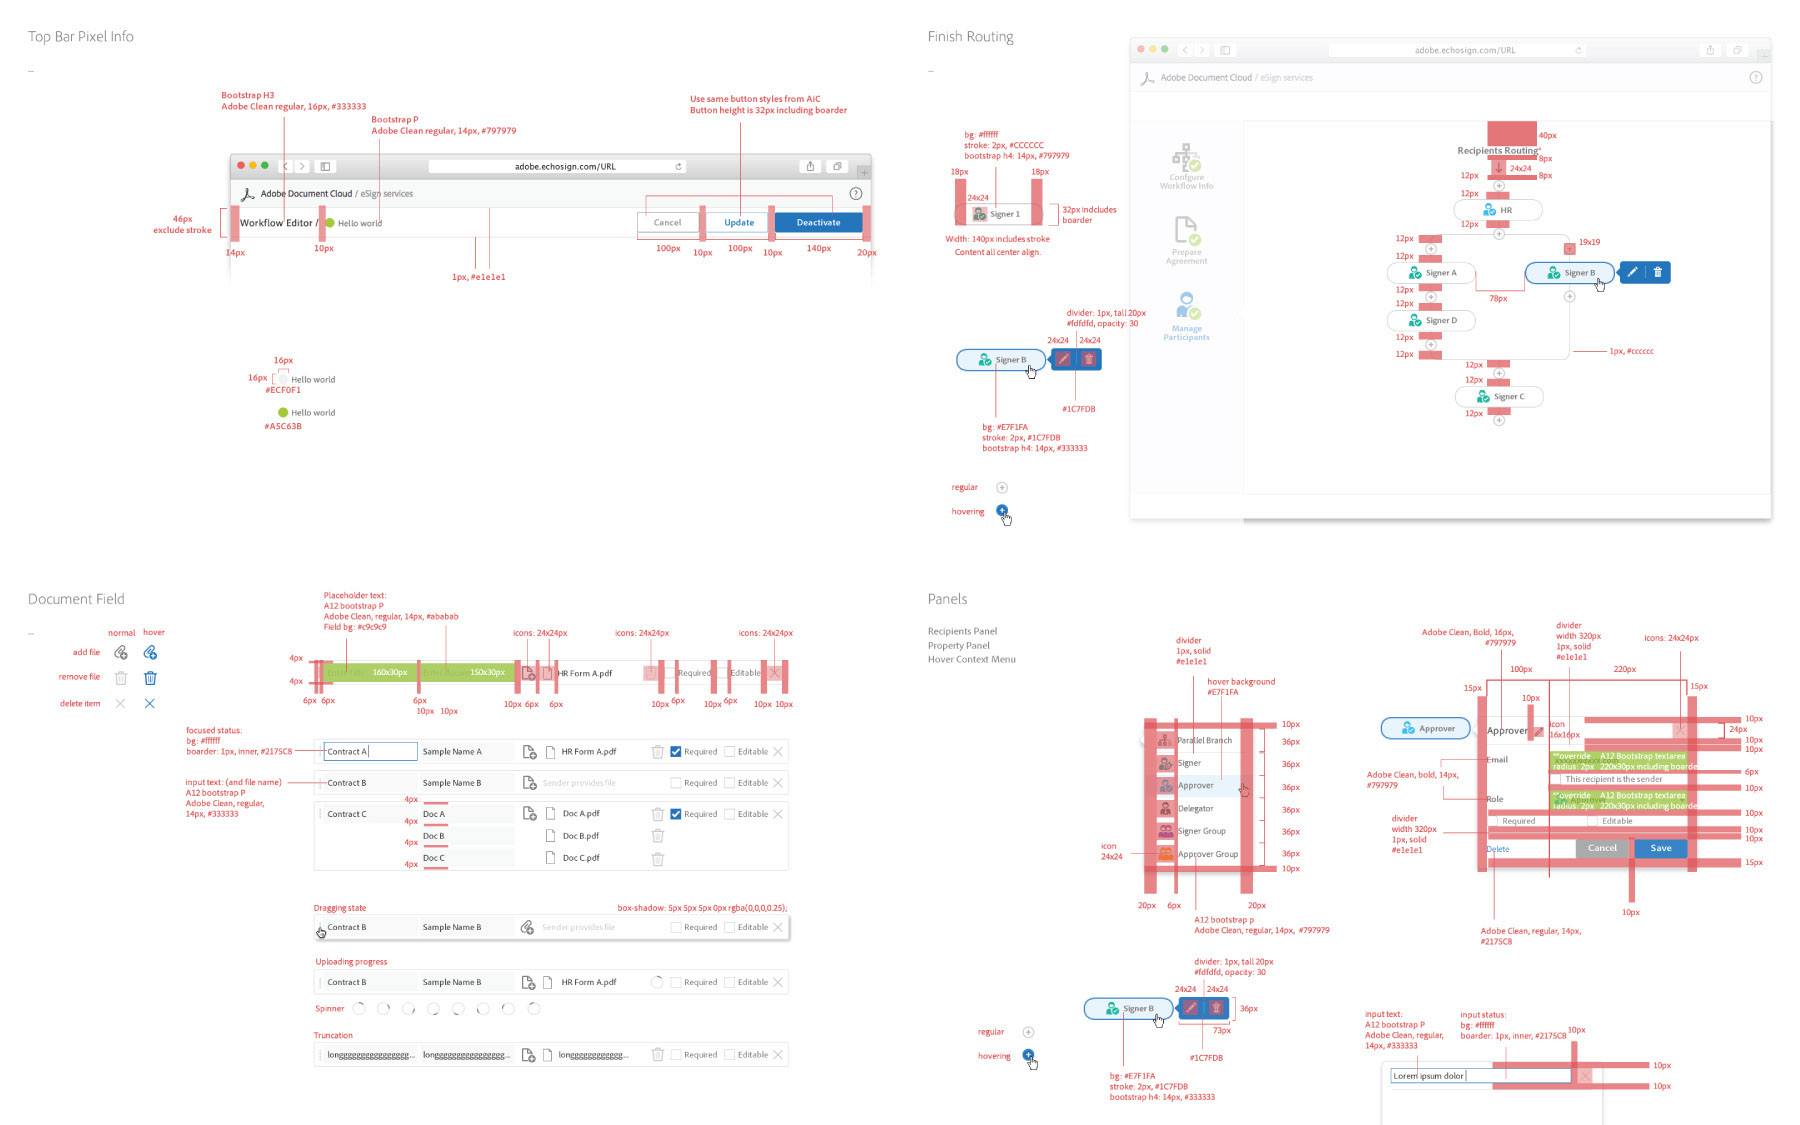 Top Bar Pixel Info
Bootstrap H3
Adobe Clean regular, 16px, #333333
Bootstrap P
Adobe Clean regular, 14px, #797979
Use same button styles from AiC
Button height is 32px including boarder
adobe.echosign.com/URL
Adobe Document Cloud / eSign services
46px
exclude stroke
Workflow Editor /
Hello world
Cancel
Update
Deactivate
14px
10px
100px
10px
100px
10px
140px
20px
1px, #e1e1e1
16px
16px
Hello world
#ECF0F1
Hello world
#A5C63B
Finish Routing
adobe.echosign.com/URL
Adobe Document Cloud / eSign services
bg: #ffffff
stroke: 2px, #CCCCCC
bootstrap h4: 14px, #797979
18px
18px
24x24
Signer 1
32px indcludes
boarder
Width: 140px includes stroke
Content all center align.
Configure
Workflow Info
Prepare
Agreement
Manage
Participants
40px
Recipients Routing*
8px
24x24
12px
8px
12px
HR
12px
12px
19x19
12px
Signer A
Signer B
12px
78px
12px
Signer D
12px
12px
1px, #cccccc
12px
12px
Signer C
12px
divider: 1px, tall 20px
#fdfdfd, opacity: 30
24x24
24x24
Signer B
#1C7FDB
bg: #E7F1FA
stroke: 2px, #1C7FDB
bootstrap h4: 14px, #333333
regular
hovering
Document Field
normal
hover
add file
remove file
delete item
Placeholder text:
A12 bootstrap P
Adobe Clean, regular, 14px, #ababab
Field bg: #c9c9c9
icons: 24x24px
icons: 24x24px
icons: 24x24px
4px
4px
160x30px
150x30px
HR Form A.pdf
Required
Editable
6px
6px
6px
10px
10px
10px
6px
6px
10px
6px
10px
10px
10px
focused status:
bg: #ffffff
boarder: 1px, inner, #2175C8
Contract A
Sample Name A
HR Form A.pdf
Required
Editable
input text: (and file name)
A12 bootstrap P
Adobe Clean, regular,
14px, #333333
Contract B
Sample Name B
Sender provides file
Required
Editable
4px
Contract C
Doc A
Doc A.pdf
Required
Editable
4px
Doc B
Doc B.pdf
Doc C
Doc C.pdf
4px
Dragging state
box-shadow: 5px 5px 5px 0px rgba(0,0,0,0.25);
Contract B
Sample Name B
Sender provides file
Required
Editable
Uploading progress
Contract B
Sample Name B
HR Form A.pdf
Required
Editable
Spinner
Truncation
longggggggggggggggg...
longggggggggggggggg...
longggggggggggg...
Required
Editable
Panels
Recipients Panel
Property Panel
Hover Context Menu
divider
1px, solid
#e1e1e1
hover background
#E7F1FA
10px
Parallel Branch
36px
Signer
36px
Approver
36px
Delegator
36px
Signer Group
36px
icon
24x24
Approver Group
36px
10px
20px
6px
20px
A12 bootstrap p
Adobe Clean, regular, 14px, #797979
Adobe Clean, Bold, 16px,
#797979
divider
width 320px
1px, solid
#e1e1e1
icons: 24x24px
100px
220px
15px
15px
10px
Approver
Approver
icon
16x16px
10px
24px
10px
10px
Email
**override A12 Bootstrap textarea
radius: 2px 220x30px including boarde
Adobe Clean, bold, 14px,
#797979
This recipient is the sender
6px
10px
Role
**override A12 Bootstrap textarea
radius: 2px 220x30px including boarde
10px
Required
Editable
10px
10px
divider
width 320px
1px, solid
#e1e1e1
Delete
Cancel
Save
15px
10px
Adobe Clean, regular, 14px,
#2175C8
divider: 1px, tall 20px
#fdfdfd, opacity: 30
24x24
24x24
Signer B
36px
73px
#1C7FDB
regular
hovering
bg: #E7F1FA
stroke: 2px, #1C7FDB
bootstrap h4: 14px, #333333
input text:
A12 bootstrap P
Adobe Clean, regular,
14px, #333333
input status:
bg: #ffffff
boarder: 1px, inner, #2175C8
10px
10px
Lorem ipsum dolor
10px